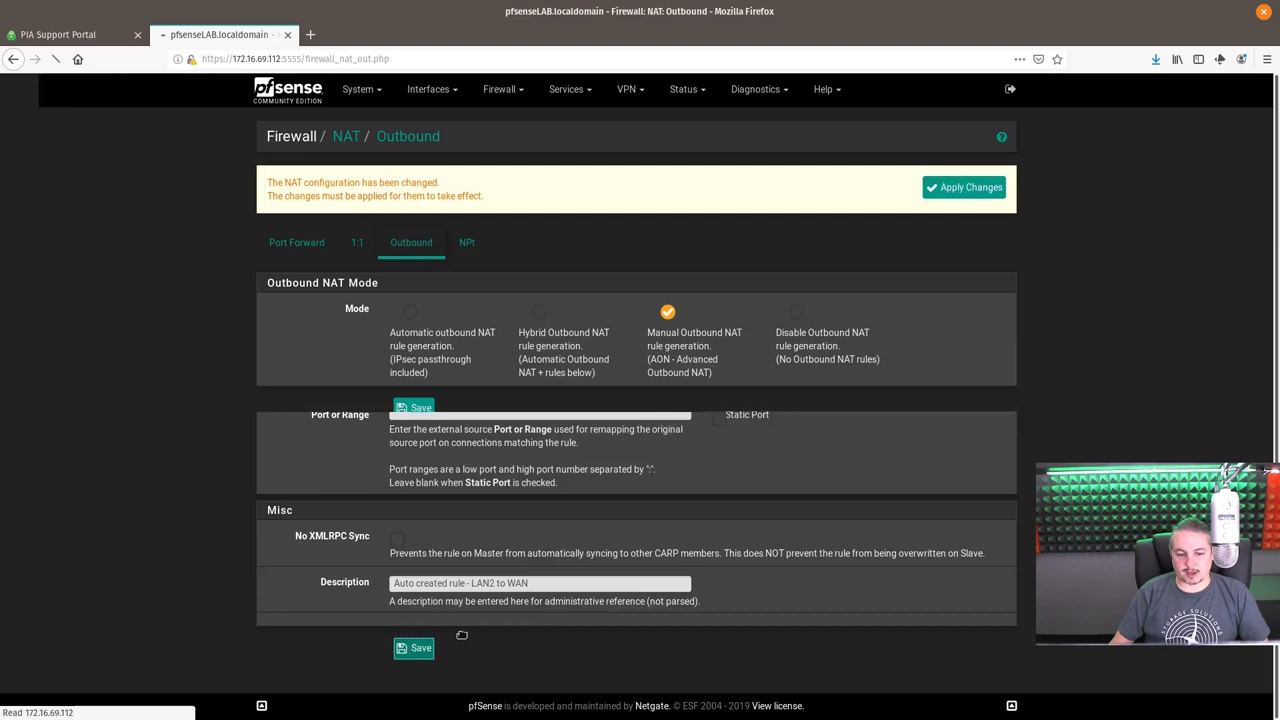 pfsenseLAB.localdomain - Firewall: NAT: Outbound - Mozilla Firefox
PIA Support Portal
pfsenseLAB.localdomain -
https://172.16.69.112:5555/firewall_nat_out.php
pfsense
COMMUNITY EDITION
System
Interfaces
Firewall
Services
VPN
Status
Diagnostics
Help
Firewall / NAT / Outbound
The NAT configuration has been changed.
The changes must be applied for them to take effect.
Apply Changes
Port Forward
1:1
Outbound
NPt
Outbound NAT Mode
Mode
Automatic outbound NAT
rule generation.
(IPsec passthrough
included)
Hybrid Outbound NAT
rule generation.
(Automatic Outbound
NAT + rules below)
Manual Outbound NAT
rule generation.
(AON - Advanced
Outbound NAT)
Disable Outbound NAT
rule generation.
(No Outbound NAT rules)
Save
Port or Range
Static Port
Enter the external source Port or Range used for remapping the original
source port on connections matching the rule.
Port ranges are a low port and high port number separated by ":".
Leave blank when Static Port is checked.
Misc
No XMLRPC Sync
Prevents the rule on Master from automatically syncing to other CARP members. This does NOT prevent the rule from being overwritten on Slave.
Description
Auto created rule - LAN2 to WAN
A description may be entered here for administrative reference (not parsed).
Save
STORAGE SOLUTIONS
pfSense is developed and maintained by Netgate. © ESF 2004 - 2019 View license.
Read 172.16.69.112